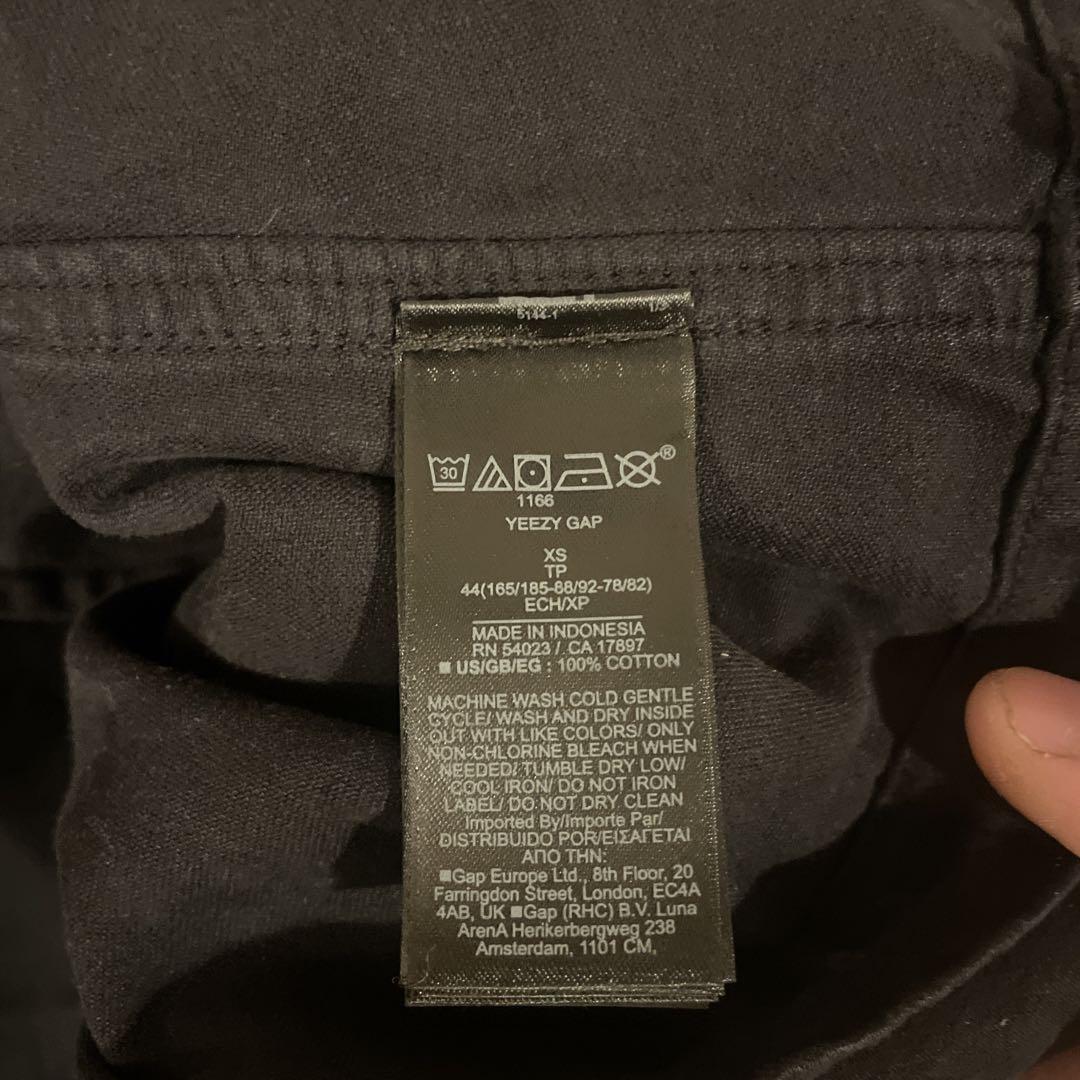 5144-1
30
®
1166
YEEZY GAP
XS
TP
44(165/185-88/92-78/82)
ECH/XP
MADE IN INDONESIA
RN 54023 / CA 17897
■ US/GB/EG : 100% COTTON
MACHINE WASH COLD GENTLE
CYCLE/ WASH AND DRY INSIDE
OUT WITH LIKE COLORS/ ONLY
NON-CHLORINE BLEACH WHEN
NEEDED/ TUMBLE DRY LOW/
COOL IRON/ DO NOT IRON
LABEL/ DO NOT DRY CLEAN
Imported By/Importe Par/
DISTRIBUIDO POR/ΕΙΣΑΓΕΤΑΙ
ΑΠΟ ΤΗΝ:
■Gap Europe Ltd., 8th Floor, 20
Farringdon Street, London, EC4A
4AB, UK ■Gap (RHC) B.V. Luna
ArenA Herikerbergweg 238
Amsterdam, 1101 CM,